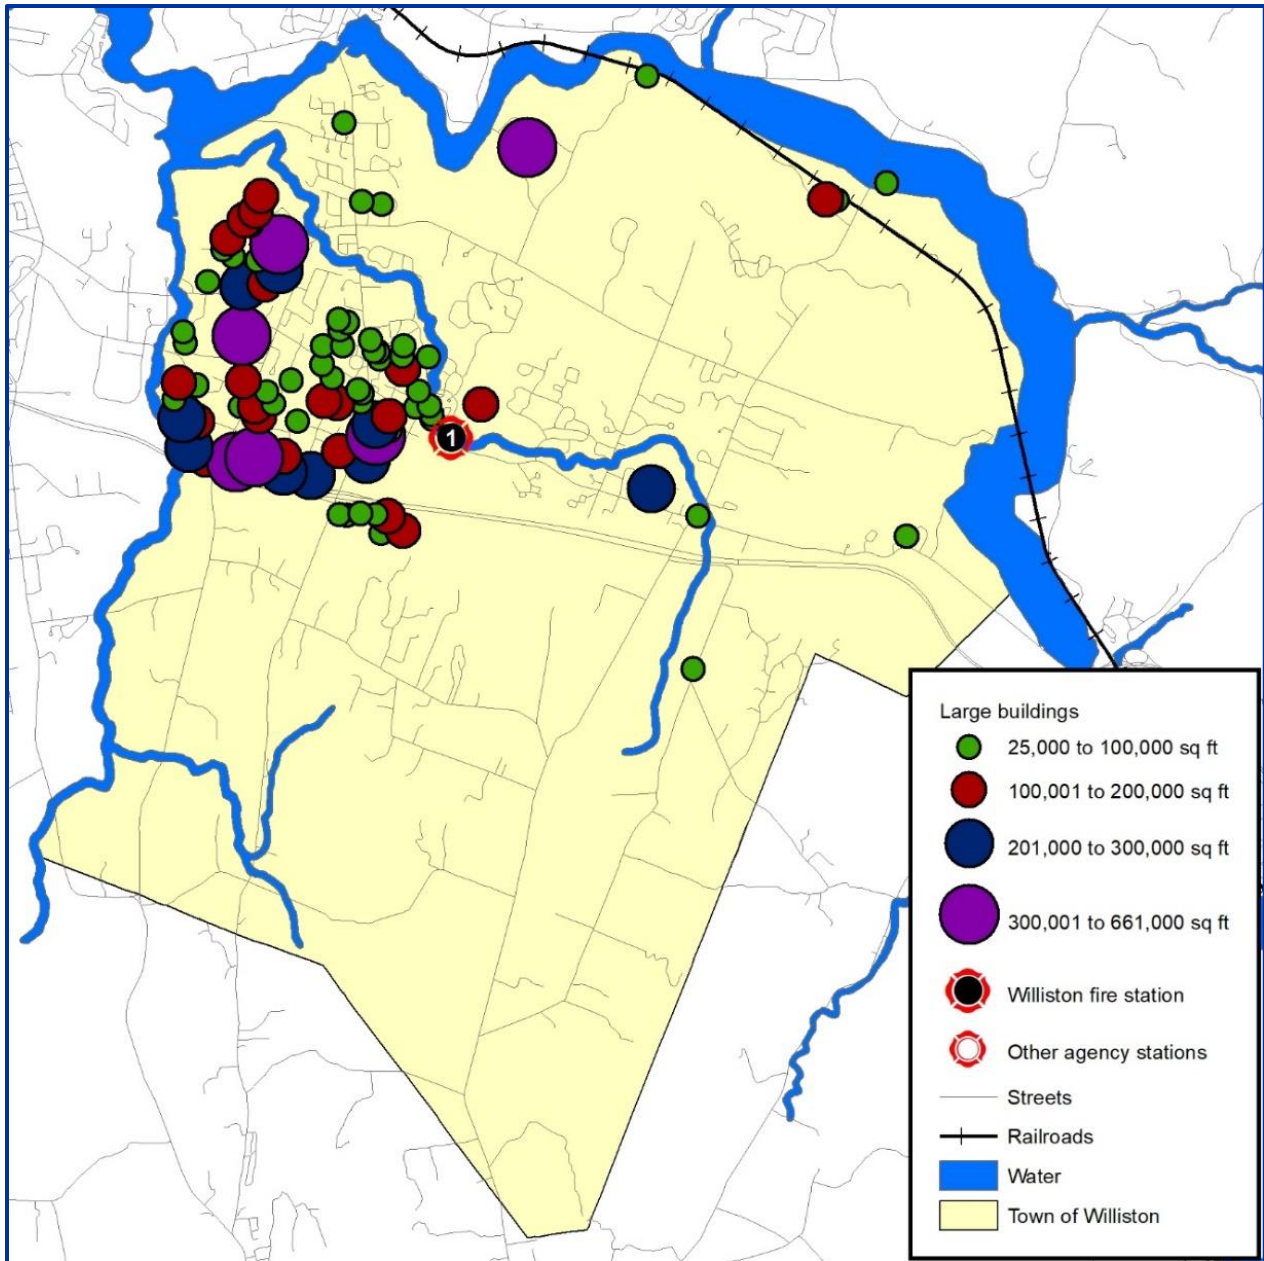 1
Large buildings
25,000 to 100,000 sq ft
100,001 to 200,000 sq ft
201,000 to 300,000 sq ft
300,001 to 661,000 sq ft
Williston fire station
Other agency stations
Streets
Railroads
Water
Town of Williston